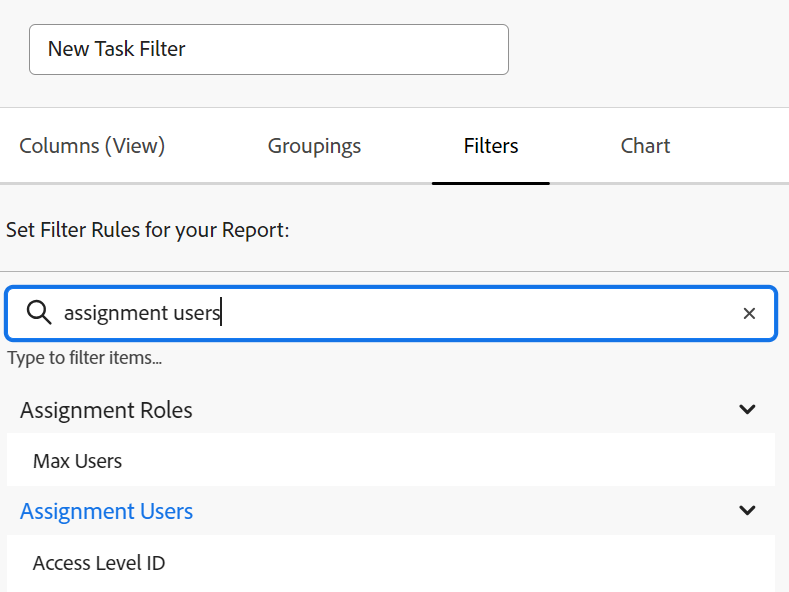 New Task Filter
Columns (View) Groupings Filters Chart
Set Filter Rules for your Report:
assignment users
Type to filter items...
Assignment Roles
Max Users
Assignment Users
Access Level ID